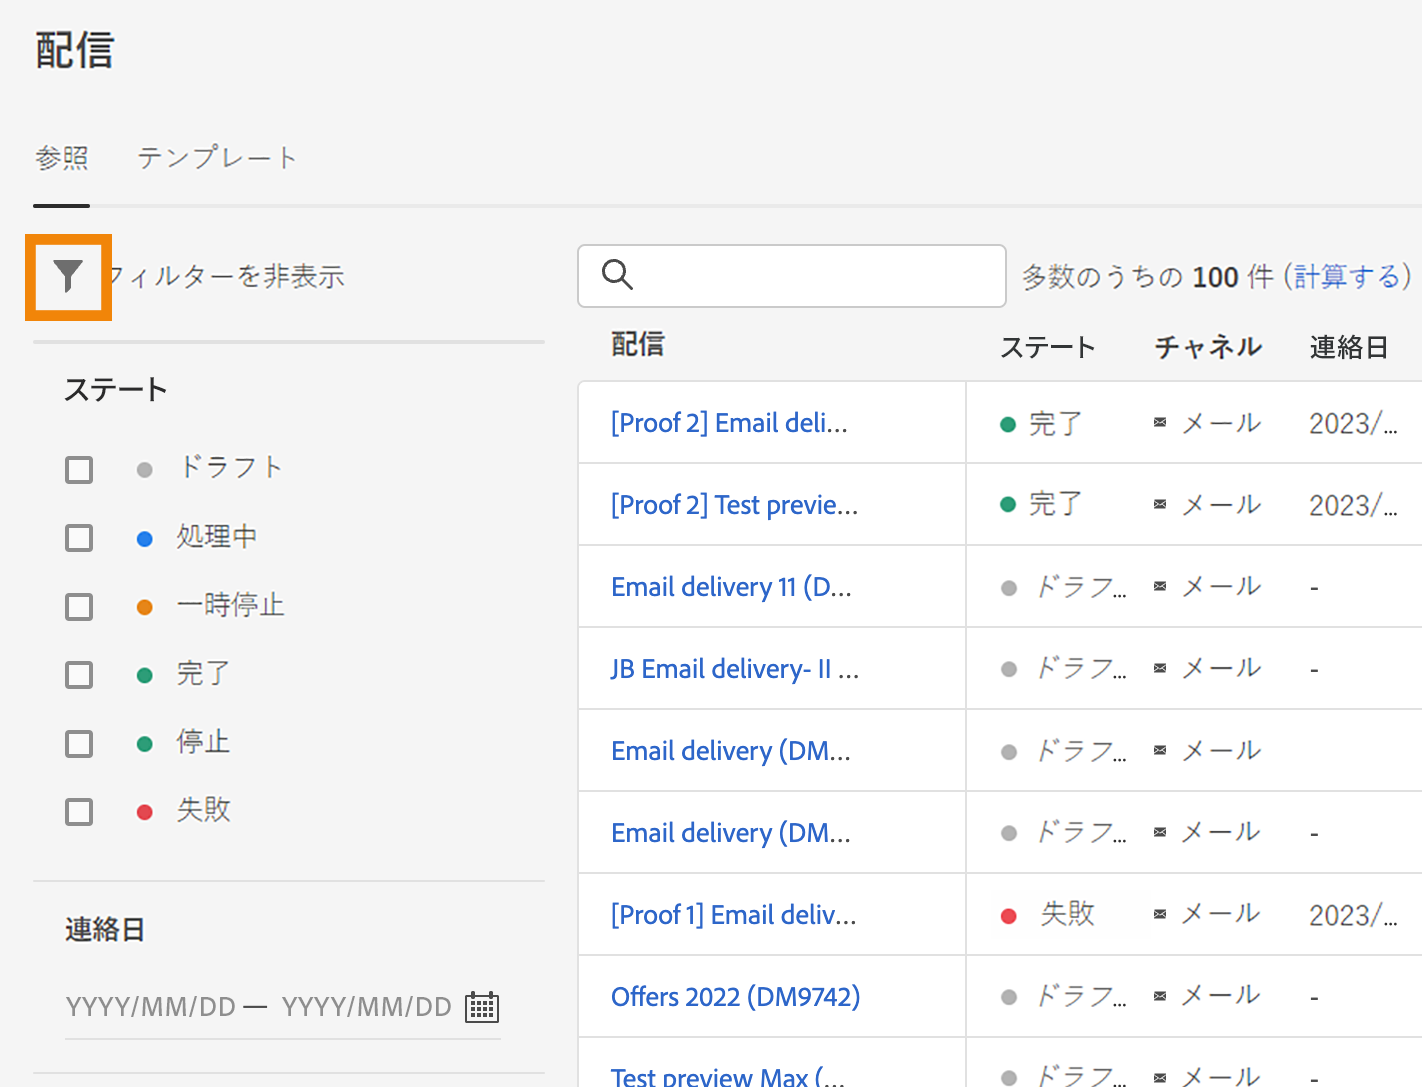 配信
参照 テンプレート
フィルターを非表示
多数のうちの 100 件 (計算する)
ステート
ドラフト
処理中
一時停止
完了
停止
失敗
連絡日
YYYY/MM/DD — YYYY/MM/DD
配信 ステート チャネル 連絡日
[Proof 2] Email deli... 完了 メール 2023/...
[Proof 2] Test previe... 完了 メール 2023/...
Email delivery 11 (D... ドラフ... メール -
JB Email delivery- II ... ドラフ... メール -
Email delivery (DM... ドラフ... メール
Email delivery (DM... ドラフ... メール -
[Proof 1] Email deliv... 失敗 メール 2023/...
Offers 2022 (DM9742) ドラフ... メール -
Test preview Max (... ドラフ... メール -